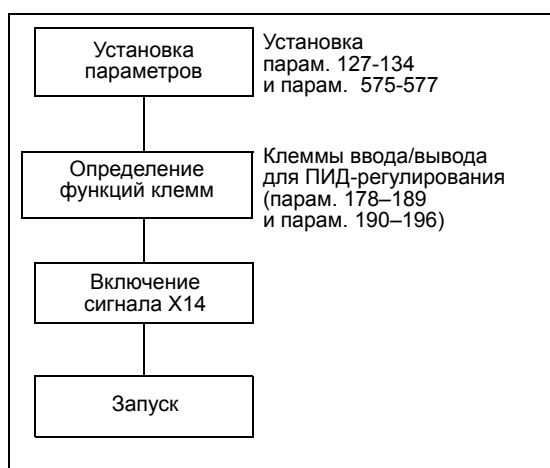 Установка
параметров
Установка
парам. 127-134
и парам. 575-577
Определение
функций клемм
Клеммы ввода/вывода
для ПИД-регулирования
(парам. 178–189
и парам. 190–196)
Включение
сигнала X14
Запуск